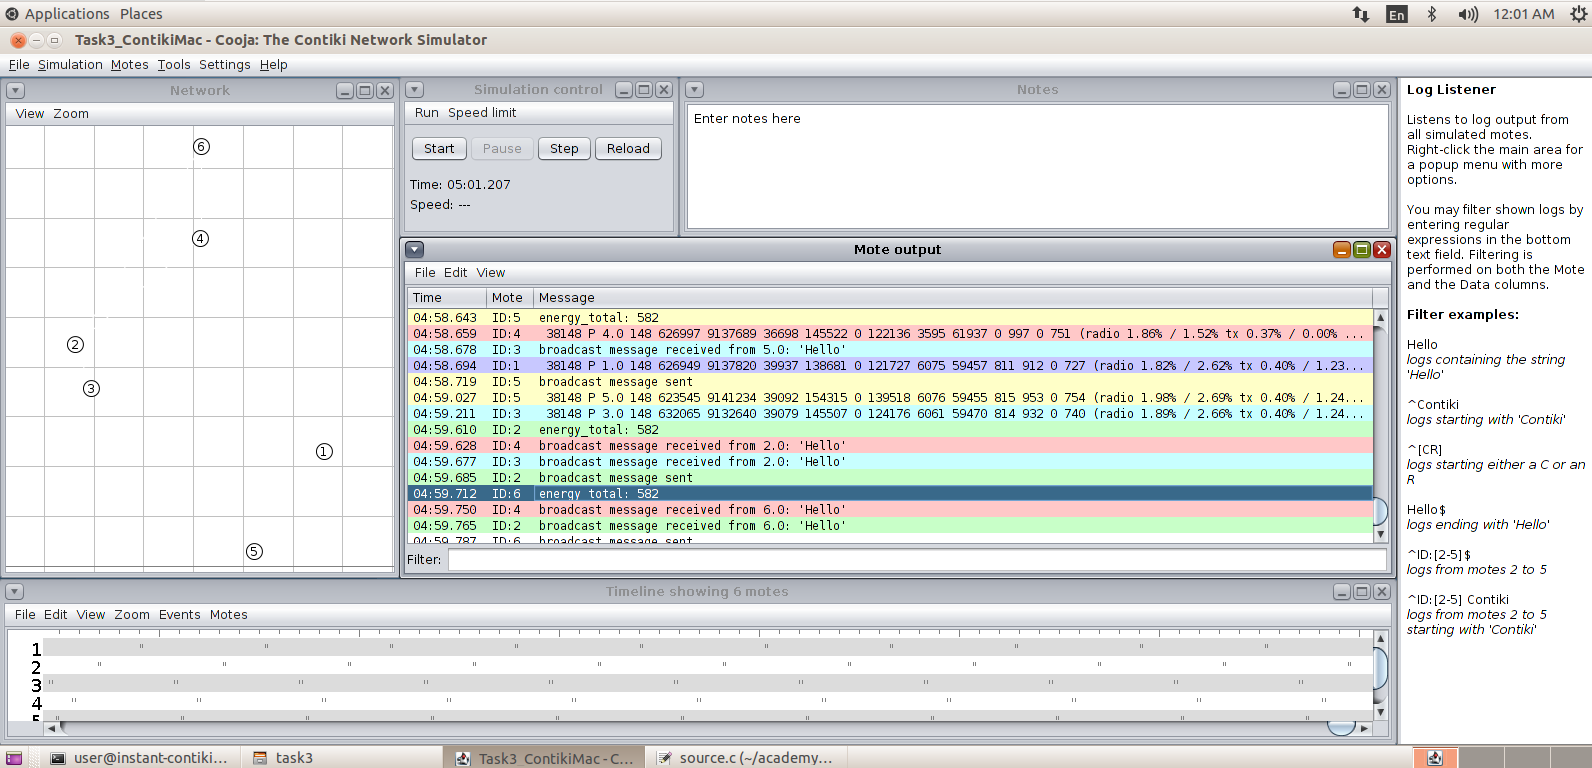 Applications Places
En 12:01 AM
Task3_ContikiMac - Cooja: The Contiki Network Simulator
File Simulation Motes Tools Settings Help
Network
View Zoom
6
4
2
3
1
5
Simulation control
Run Speed limit
Start Pause Step Reload
Time: 05:01.207
Speed: ---
Notes
Enter notes here
Mote output
File Edit View
Time Mote Message
04:58.643 ID:5 energy_total: 582
04:58.659 ID:4 38148 P 4.0 148 626997 9137689 36698 145522 0 122136 3595 61937 0 997 0 751 (radio 1.86% / 1.52% tx 0.37% / 0.00% ...
04:58.678 ID:3 broadcast message received from 5.0: 'Hello'
04:58.694 ID:1 38148 P 1.0 148 626949 9137820 39937 138681 0 121727 6075 59457 811 912 0 727 (radio 1.82% / 2.62% tx 0.40% / 1.23...
04:58.719 ID:5 broadcast message sent
04:59.027 ID:5 38148 P 5.0 148 623545 9141234 39092 154315 0 139518 6076 59455 815 953 0 754 (radio 1.98% / 2.69% tx 0.40% / 1.24...
04:59.211 ID:3 38148 P 3.0 148 632065 9132640 39079 145507 0 124176 6061 59470 814 932 0 740 (radio 1.89% / 2.66% tx 0.40% / 1.24...
04:59.610 ID:2 energy_total: 582
04:59.628 ID:4 broadcast message received from 2.0: 'Hello'
04:59.677 ID:3 broadcast message received from 2.0: 'Hello'
04:59.685 ID:2 broadcast message sent
04:59.712 ID:6 energy_total: 582
04:59.750 ID:4 broadcast message received from 6.0: 'Hello'
04:59.765 ID:2 broadcast message received from 6.0: 'Hello'
04:59.787 ID:6 broadcast message sent
Filter:
Timeline showing 6 motes
File Edit View Zoom Events Motes
1
2
3
4
5
Log Listener
Listens to log output from
all simulated motes.
Right-click the main area for
a popup menu with more
options.
You may filter shown logs by
entering regular
expressions in the bottom
text field. Filtering is
performed on both the Mote
and the Data columns.
Filter examples:
Hello
logs containing the string
'Hello'
^Contiki
logs starting with 'Contiki'
^[CR]
logs starting either a C or an
R
Hello$
logs ending with 'Hello'
^ID:[2-5]$
logs from motes 2 to 5
^ID:[2-5] Contiki
logs from motes 2 to 5
starting with 'Contiki'
user@instant-contiki... task3 Task3_ContikiMac - C... source.c (~/academy...